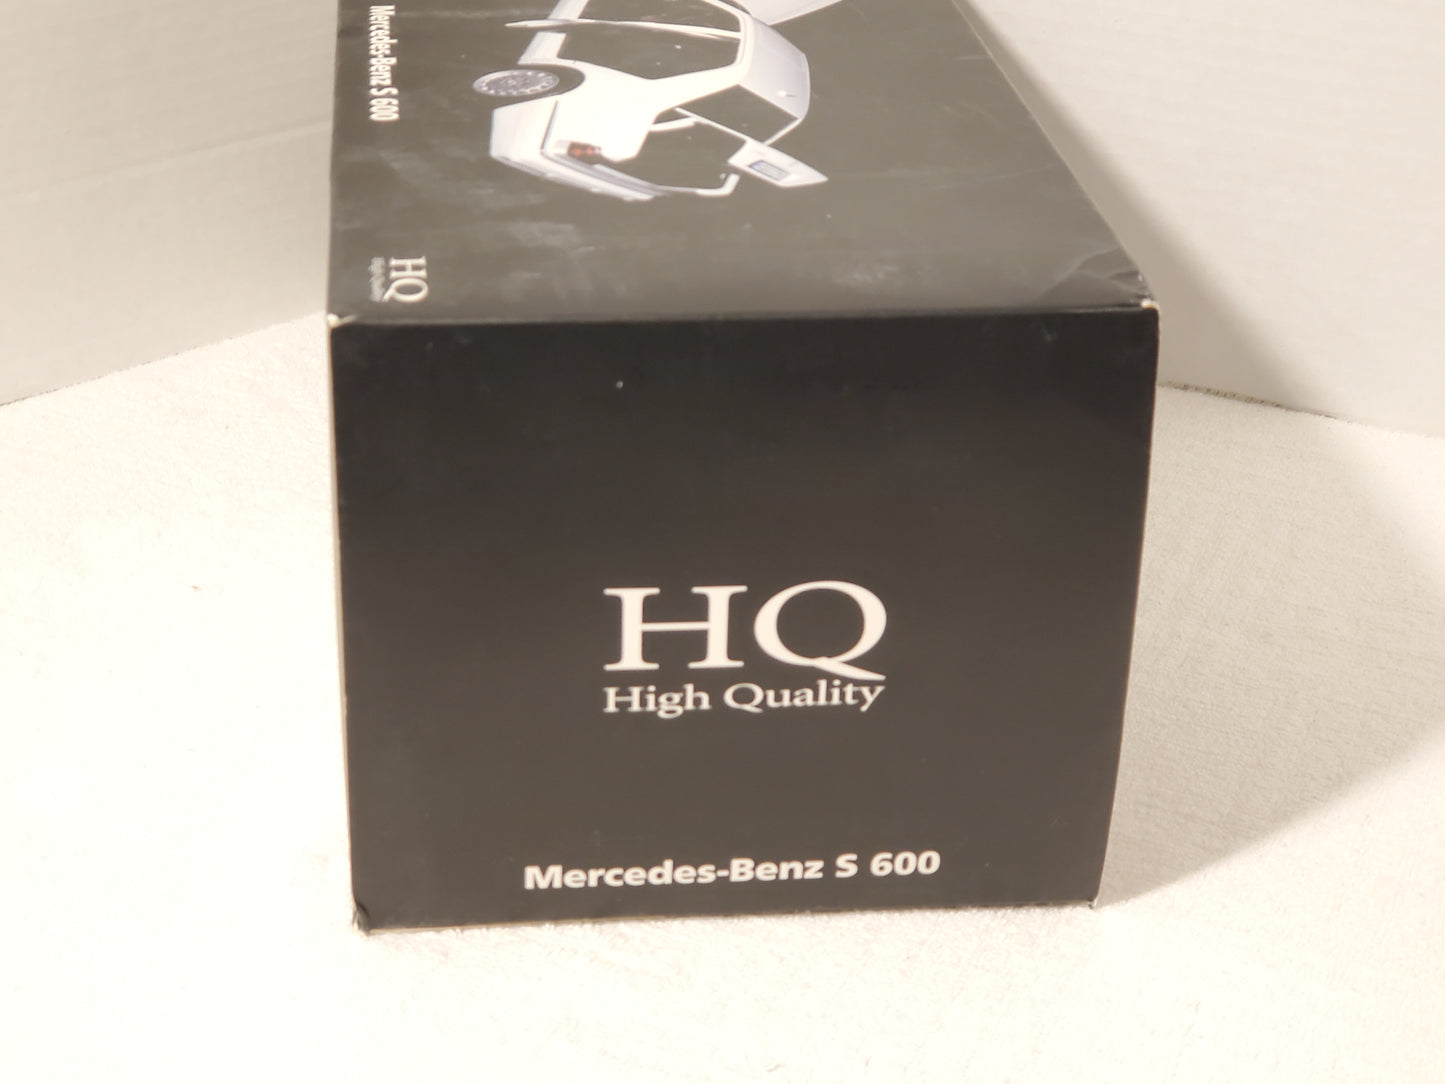 Mercedes-Benz S 600
HQ
High Quality
HQ
High Quality
Mercedes-Benz S 600